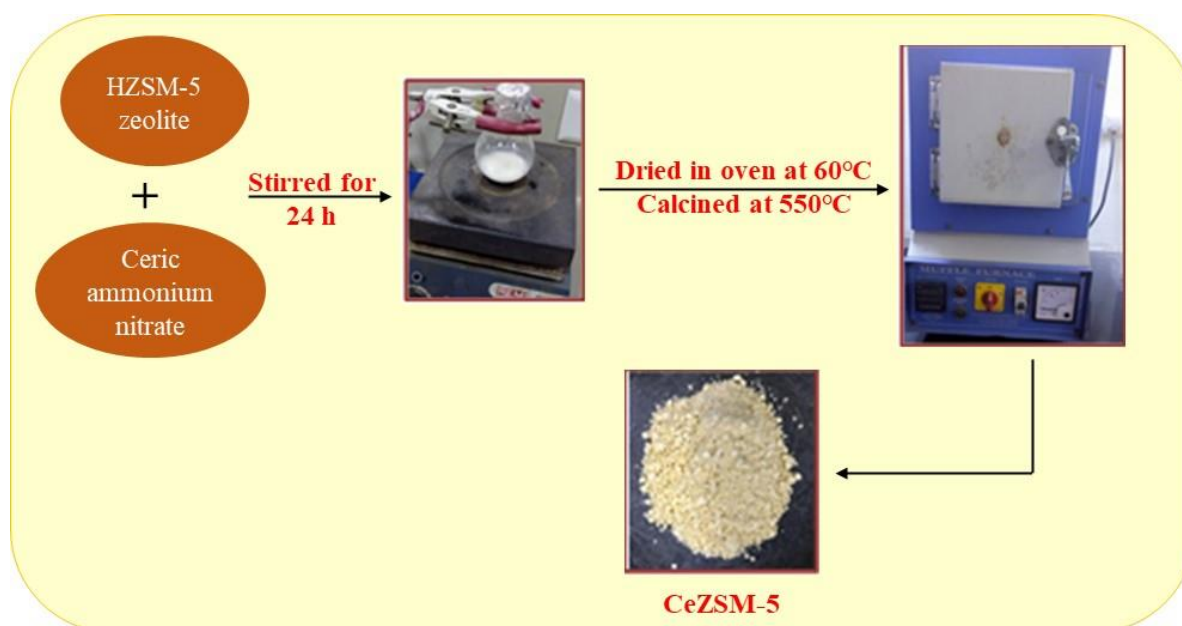 HZSM-5
zeolite
+
Ceric
ammonium
nitrate
Stirred for
24 h
Dried in oven at 60°C
Calcined at 550°C
MUFFLE FURNACE
CeZSM-5